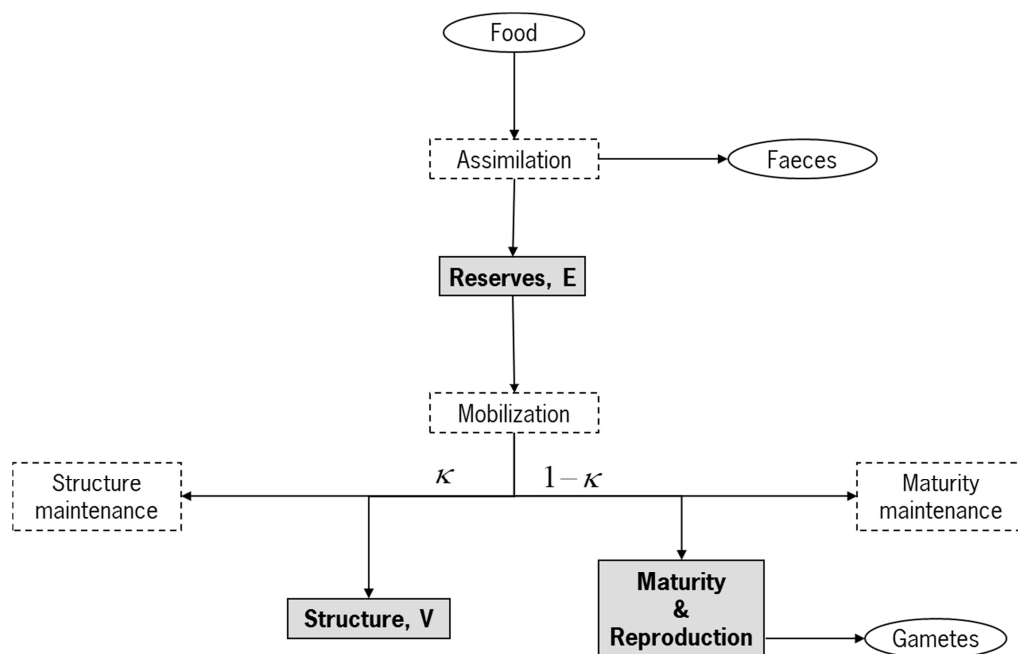 Food
Assimilation
Faeces
Reserves, E
Mobilization
κ
1−κ
Structure
maintenance
Maturity
maintenance
Structure, V
Maturity
&
Reproduction
Gametes